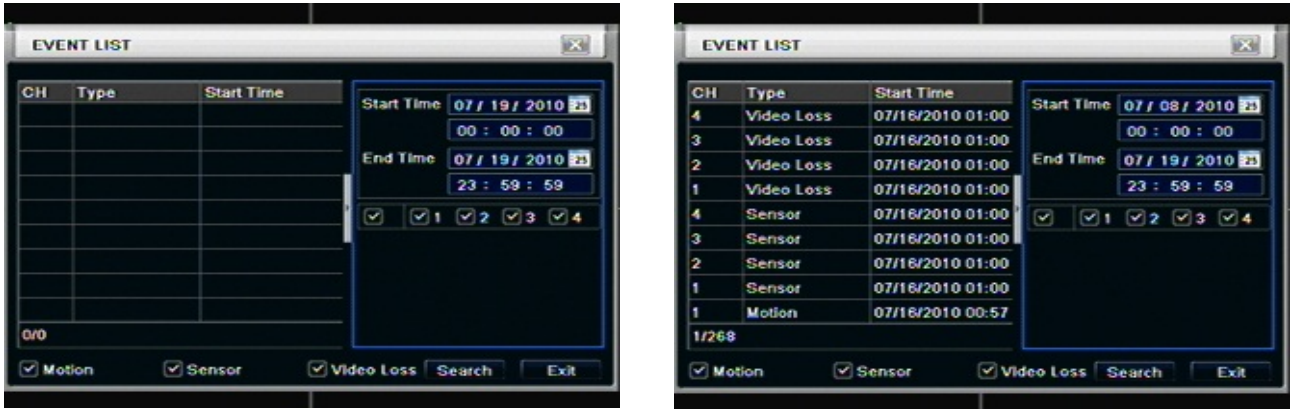 EVENT LIST
CH Type Start Time
Start Time 07 / 19 / 2010 25
00 : 00 : 00
End Time 07 / 19 / 2010 25
23 : 59 : 59
1 2 3 4
0/0
Motion Sensor Video Loss Search Exit
EVENT LIST
CH Type Start Time
4 Video Loss 07/16/2010 01:00
3 Video Loss 07/16/2010 01:00
2 Video Loss 07/16/2010 01:00
1 Video Loss 07/16/2010 01:00
4 Sensor 07/16/2010 01:00
3 Sensor 07/16/2010 01:00
2 Sensor 07/16/2010 01:00
1 Sensor 07/16/2010 01:00
1 Motion 07/16/2010 00:57
Start Time 07 / 08 / 2010 25
00 : 00 : 00
End Time 07 / 19 / 2010 25
23 : 59 : 59
1 2 3 4
1/268
Motion Sensor Video Loss Search Exit